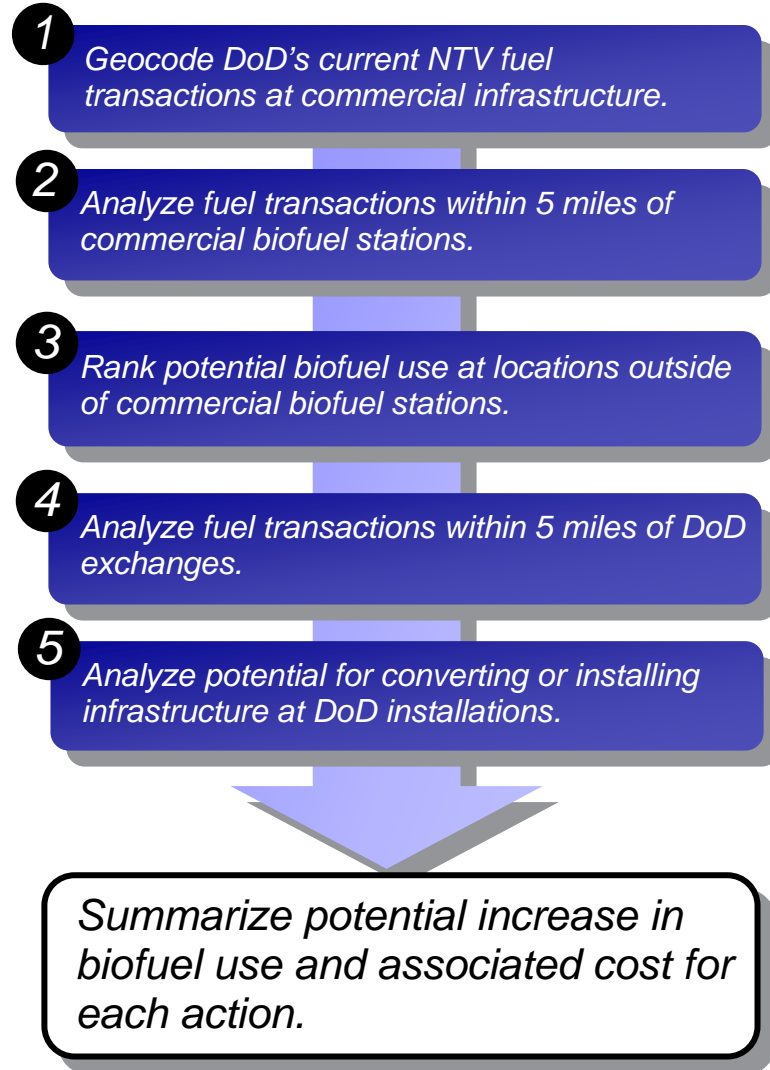 1
Geocode DoD's current NTV fuel
transactions at commercial infrastructure.
2
Analyze fuel transactions within 5 miles of
commercial biofuel stations.
3
Rank potential biofuel use at locations outside
of commercial biofuel stations.
4
Analyze fuel transactions within 5 miles of DoD
exchanges.
5
Analyze potential for converting or installing
infrastructure at DoD installations.
Summarize potential increase in
biofuel use and associated cost for
each action.